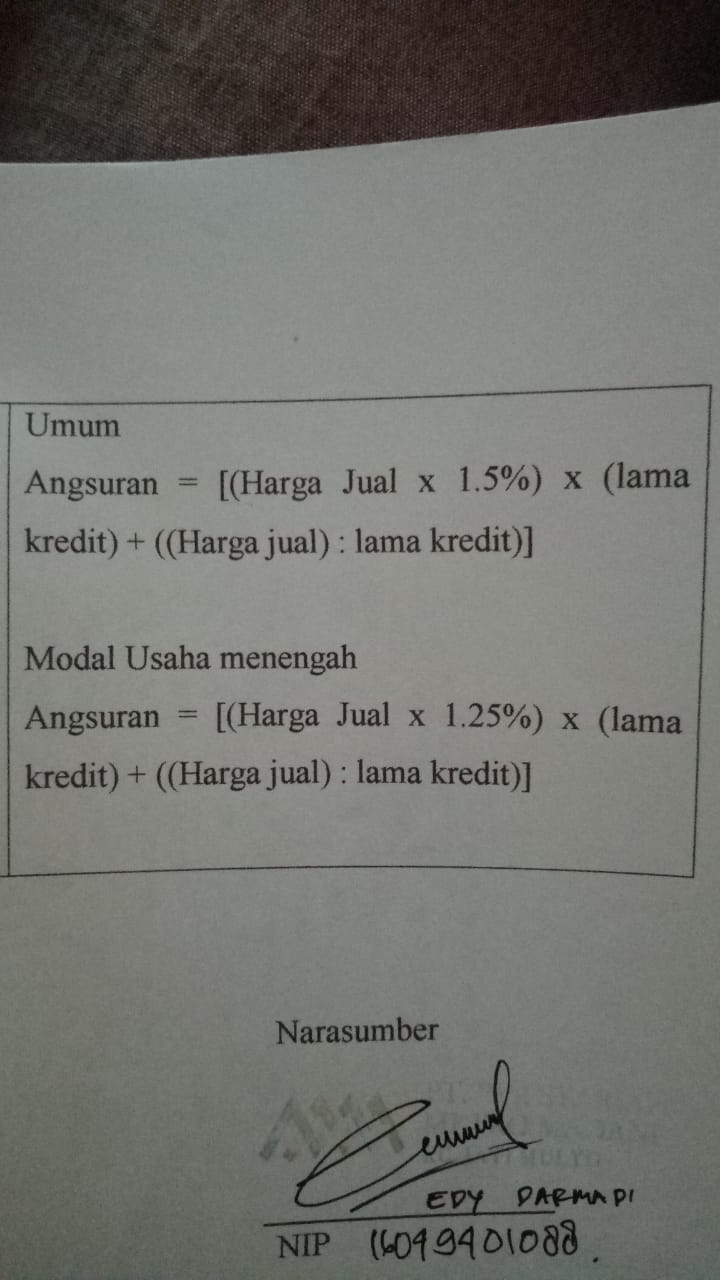 Umum
Angsuran = [(Harga Jual x 1.5%) x (lama
kredit) + ((Harga jual) : lama kredit)]
Modal Usaha menengah
Angsuran = [(Harga Jual x 1.25%) x (lama
kredit) + ((Harga jual) : lama kredit)]
Narasumber
EDY DARMADI
NIP 16049401088.